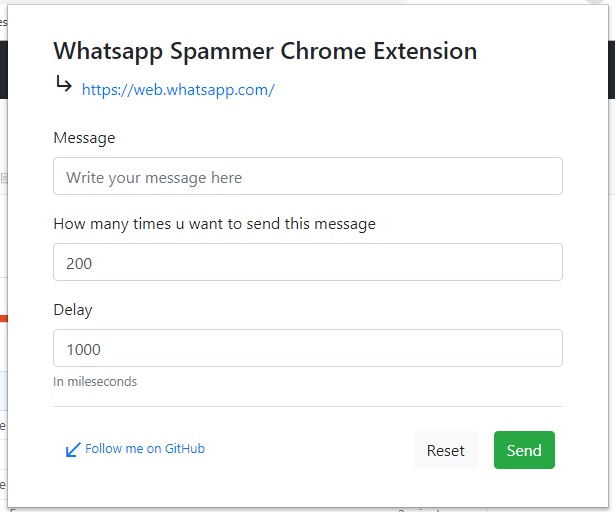 Whatsapp Spammer Chrome Extension
https://web.whatsapp.com/
Message
Write your message here
How many times u want to send this message
200
Delay
1000
In mileseconds
Follow me on GitHub
Reset
Send